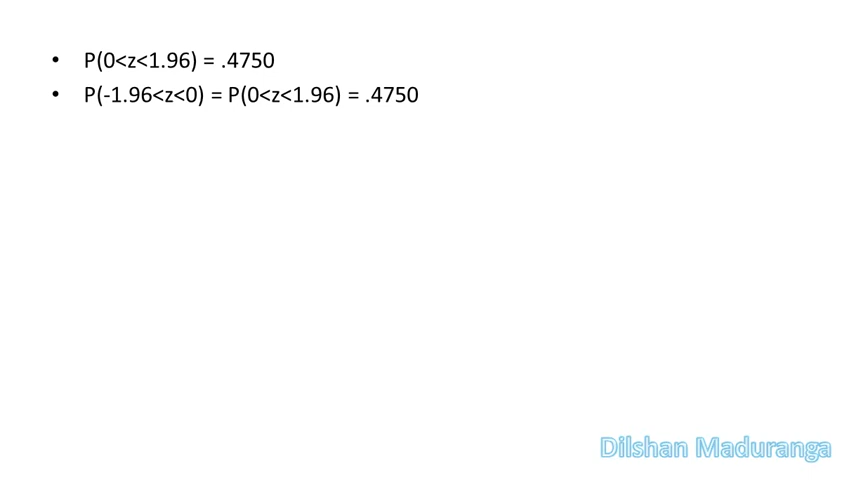 • P(0<z<1.96) = .4750
• P(-1.96<z<0) = P(0<z<1.96) = .4750
Dilshan Maduranga